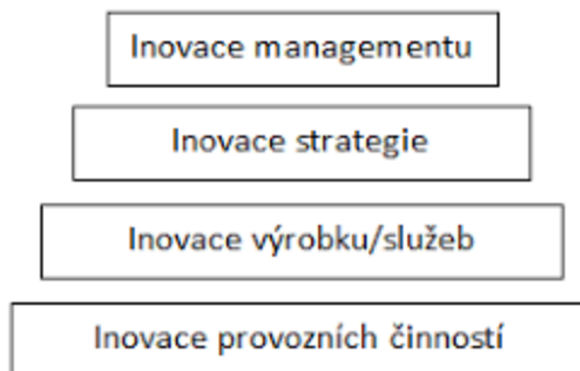 Inovace managementu
Inovace strategie
Inovace výrobku/služeb
Inovace provozních činností